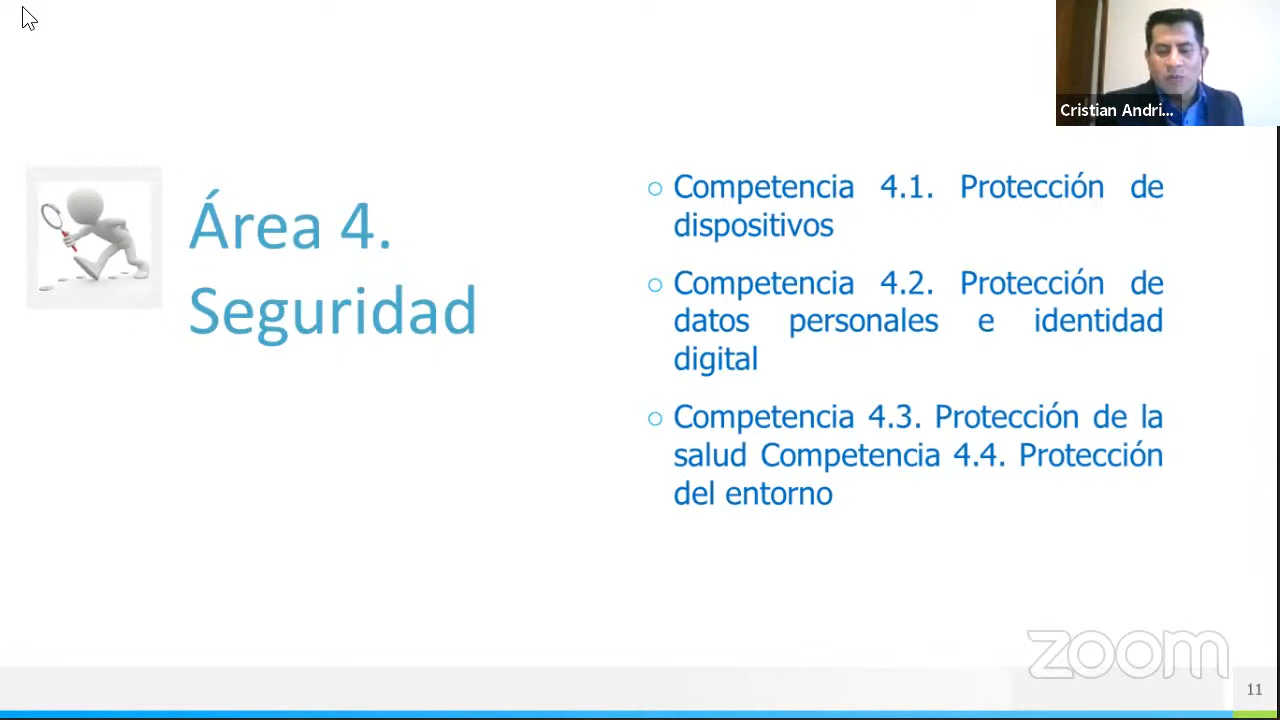 Cristian Andri...
Área 4.
Seguridad
Competencia 4.1. Protección de
dispositivos
Competencia 4.2. Protección de
datos personales e identidad
digital
Competencia 4.3. Protección de la
salud Competencia 4.4. Protección
del entorno
zoom
11